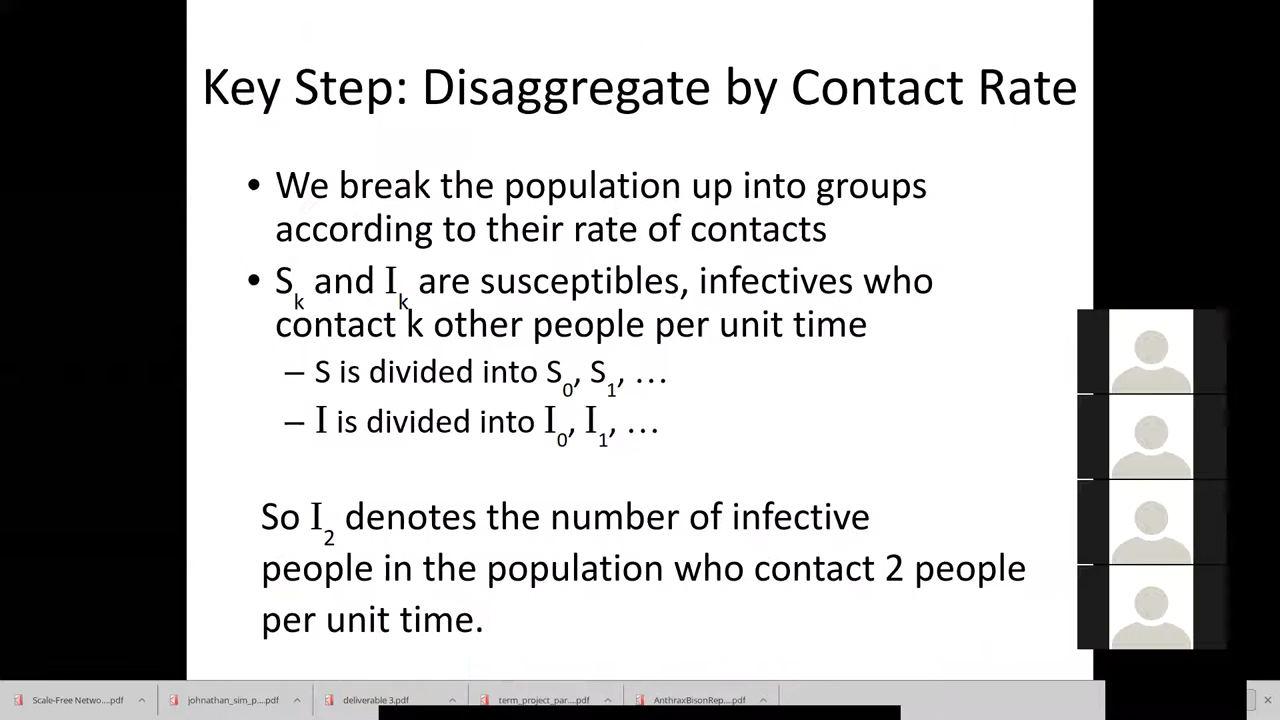 Key Step: Disaggregate by Contact Rate
• We break the population up into groups
according to their rate of contacts
• Sk and Ik are susceptibles, infectives who
contact k other people per unit time
– S is divided into S0, S1, …
– I is divided into I0, I1, …
So I2 denotes the number of infective
people in the population who contact 2 people
per unit time.
Scale-Free Netwo....pdf
johnathan_sim_p....pdf
deliverable 3.pdf
term_project_par....pdf
AnthraxBisonRep....pdf